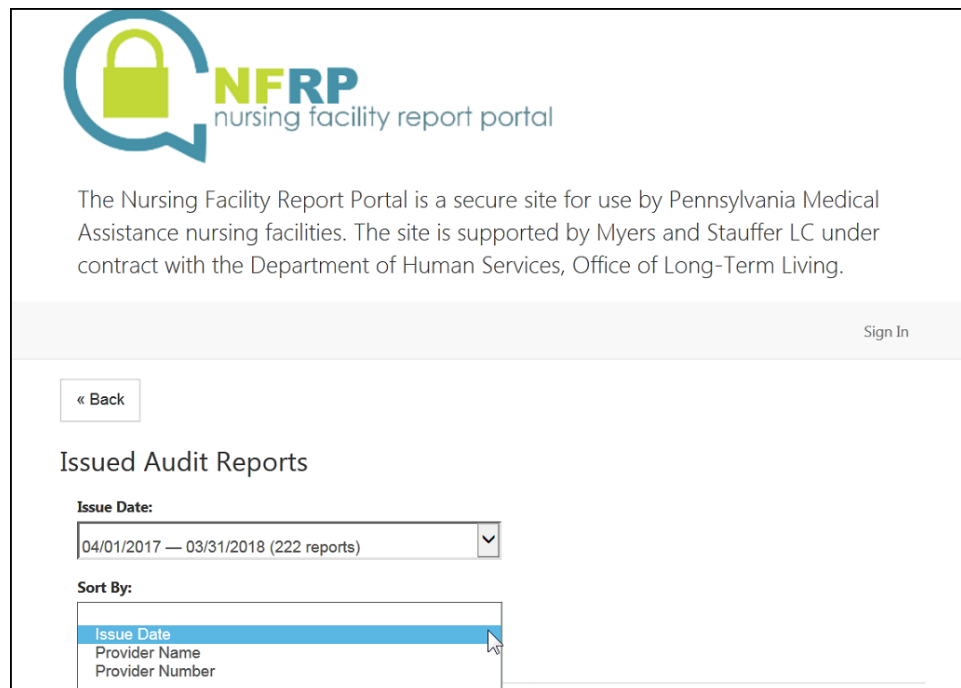 NFRP
nursing facility report portal
The Nursing Facility Report Portal is a secure site for use by Pennsylvania Medical
Assistance nursing facilities. The site is supported by Myers and Stauffer LC under
contract with the Department of Human Services, Office of Long-Term Living.
Sign In
« Back
Issued Audit Reports
Issue Date:
04/01/2017 — 03/31/2018 (222 reports)
Sort By:
Issue Date
Provider Name
Provider Number